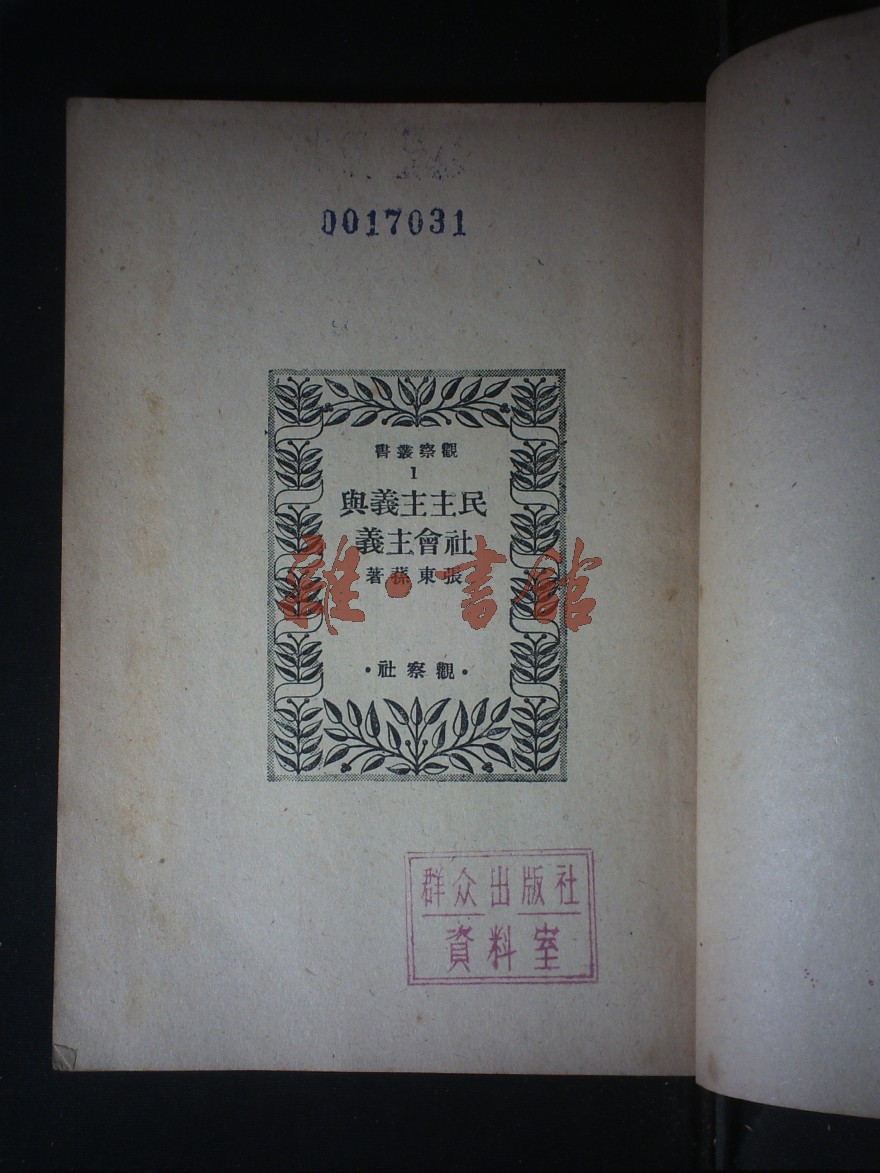 0017031
觀察叢書
1
民主主義與
社會主義
張東蓀著
雜·書館
·觀察社·
群众出版社
資料室